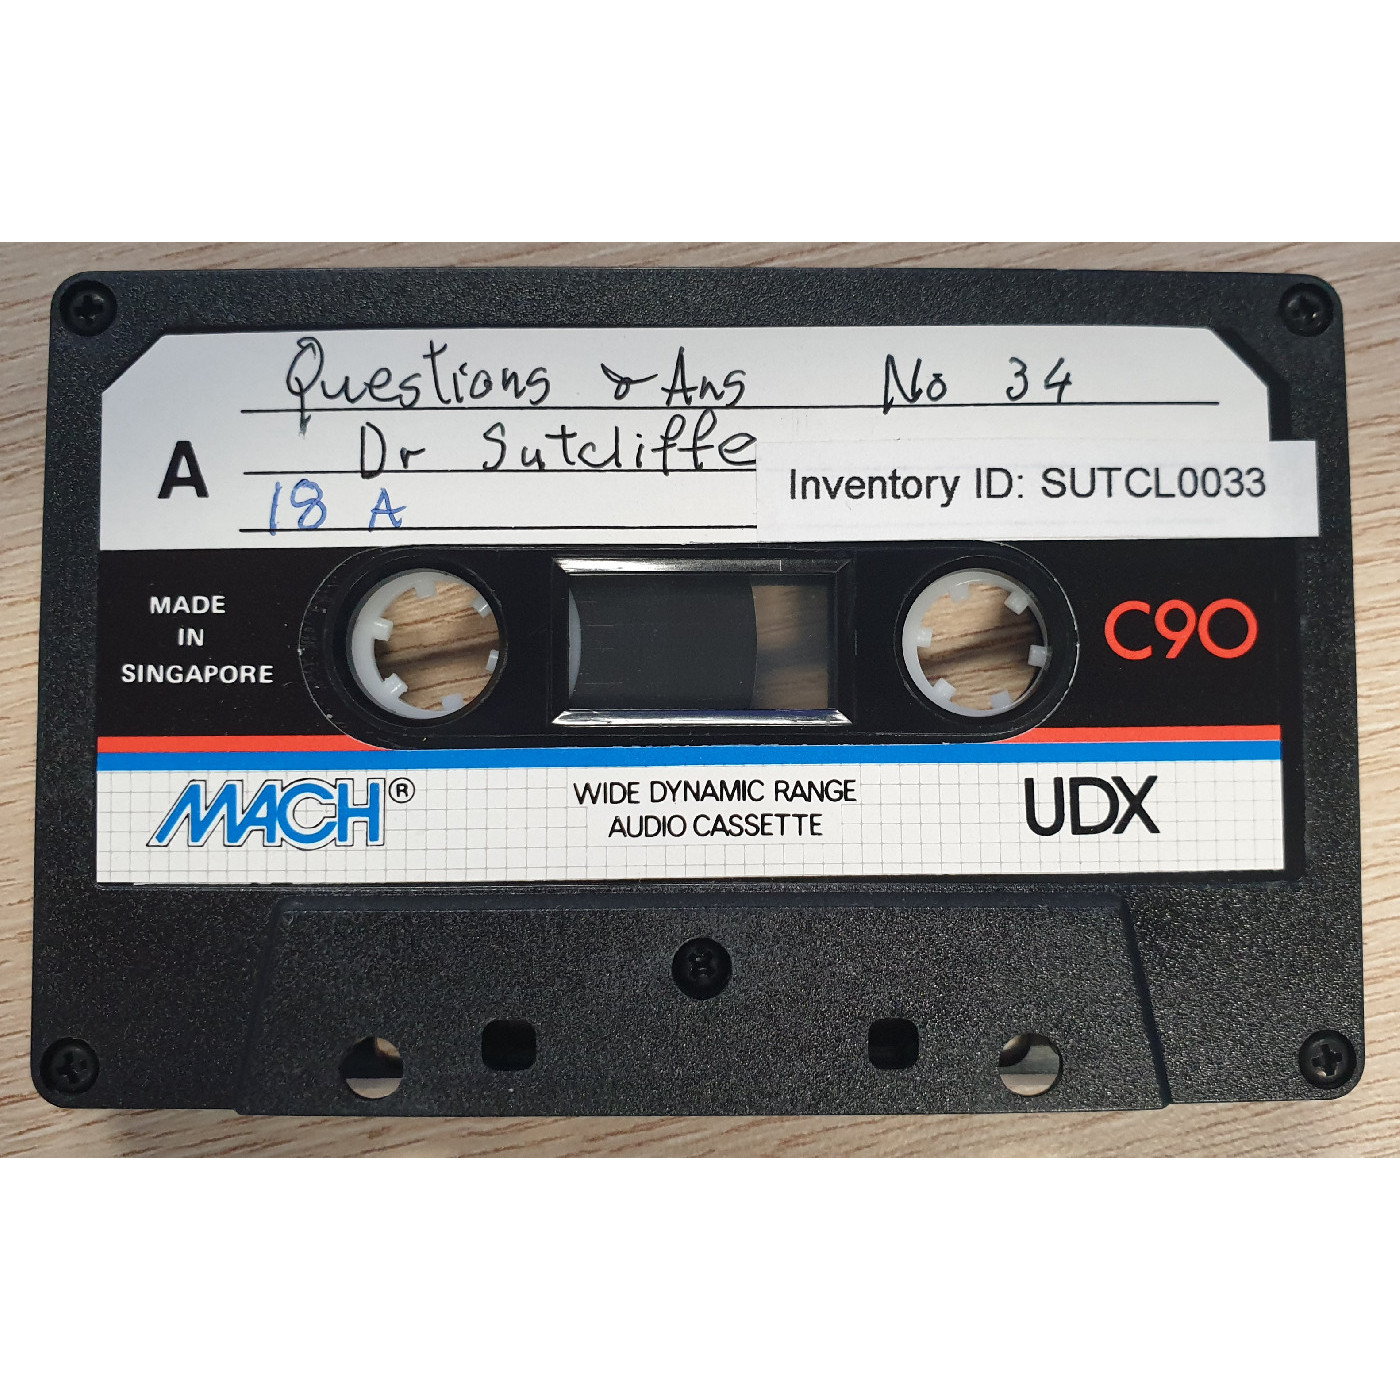 Questions & Ans No 34
Dr Sutcliffe
A
Inventory ID: SUTCL0033
18 A
MADE
IN
SINGAPORE
C90
MACH®
WIDE DYNAMIC RANGE
AUDIO CASSETTE
UDX